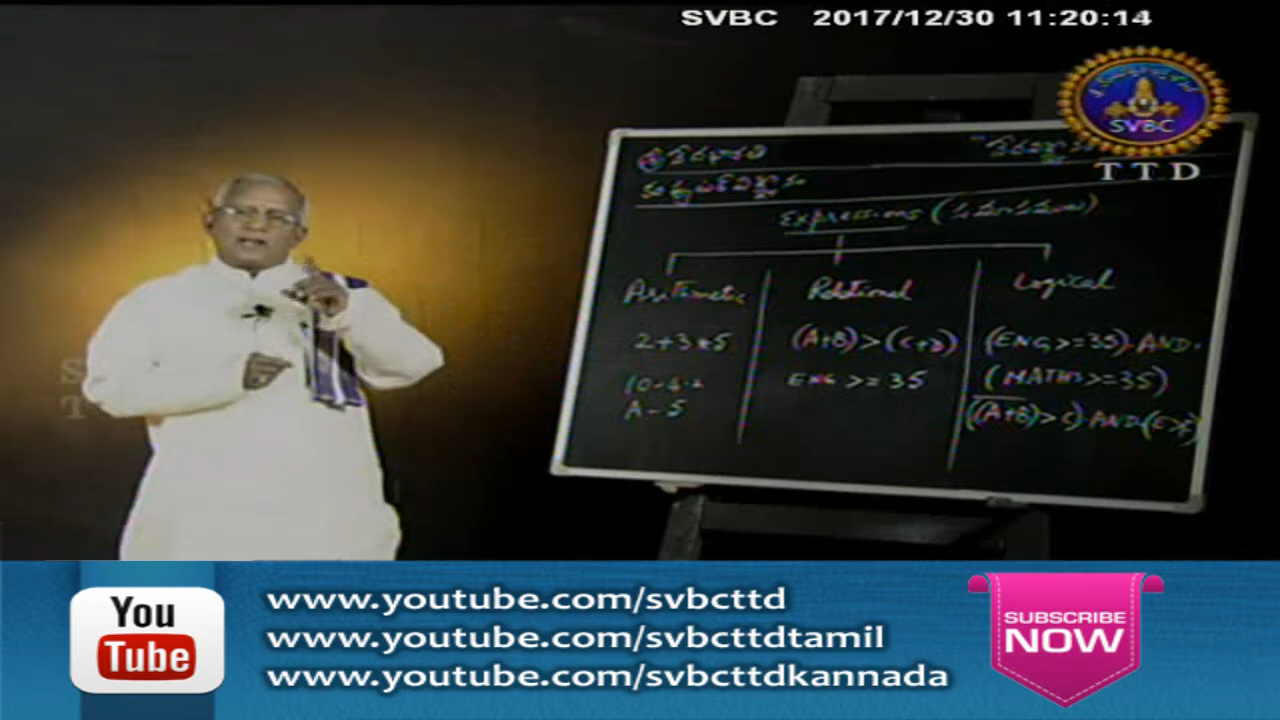 SVBC 2017/12/30 11:20:14
SVBC
TTD
Expressions (
Arithmetic Relational Logical
2+3*5 (A+B)>(C+D) (ENG>=35) AND
10-4 ENG >= 35 (MATHS>=35)
A-5 ((A+B)>C) AND
You
Tube
www.youtube.com/svbcttd
www.youtube.com/svbcttdtamil
www.youtube.com/svbcttdkannada
SUBSCRIBE
NOW